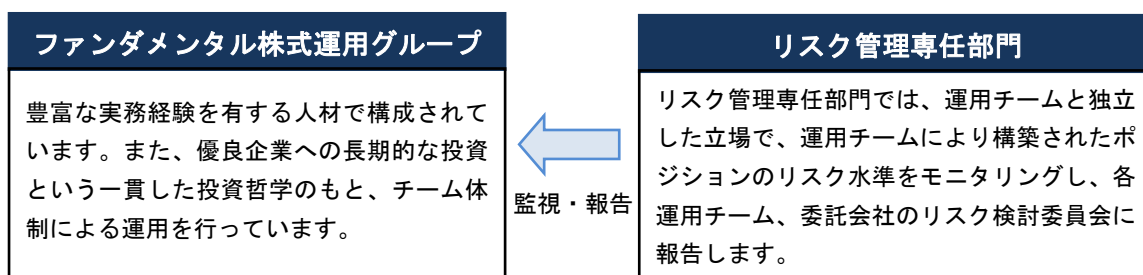 ファンダメンタル株式運用グループ
豊富な実務経験を有する人材で構成されて
います。また、優良企業への長期的な投資
という一貫した投資哲学のもと、チーム体
制による運用を行っています。
監視・報告
リスク管理専任部門
リスク管理専任部門では、運用チームと独立
した立場で、運用チームにより構築されたポ
ジションのリスク水準をモニタリングし、各
運用チーム、委託会社のリスク検討委員会に
報告します。